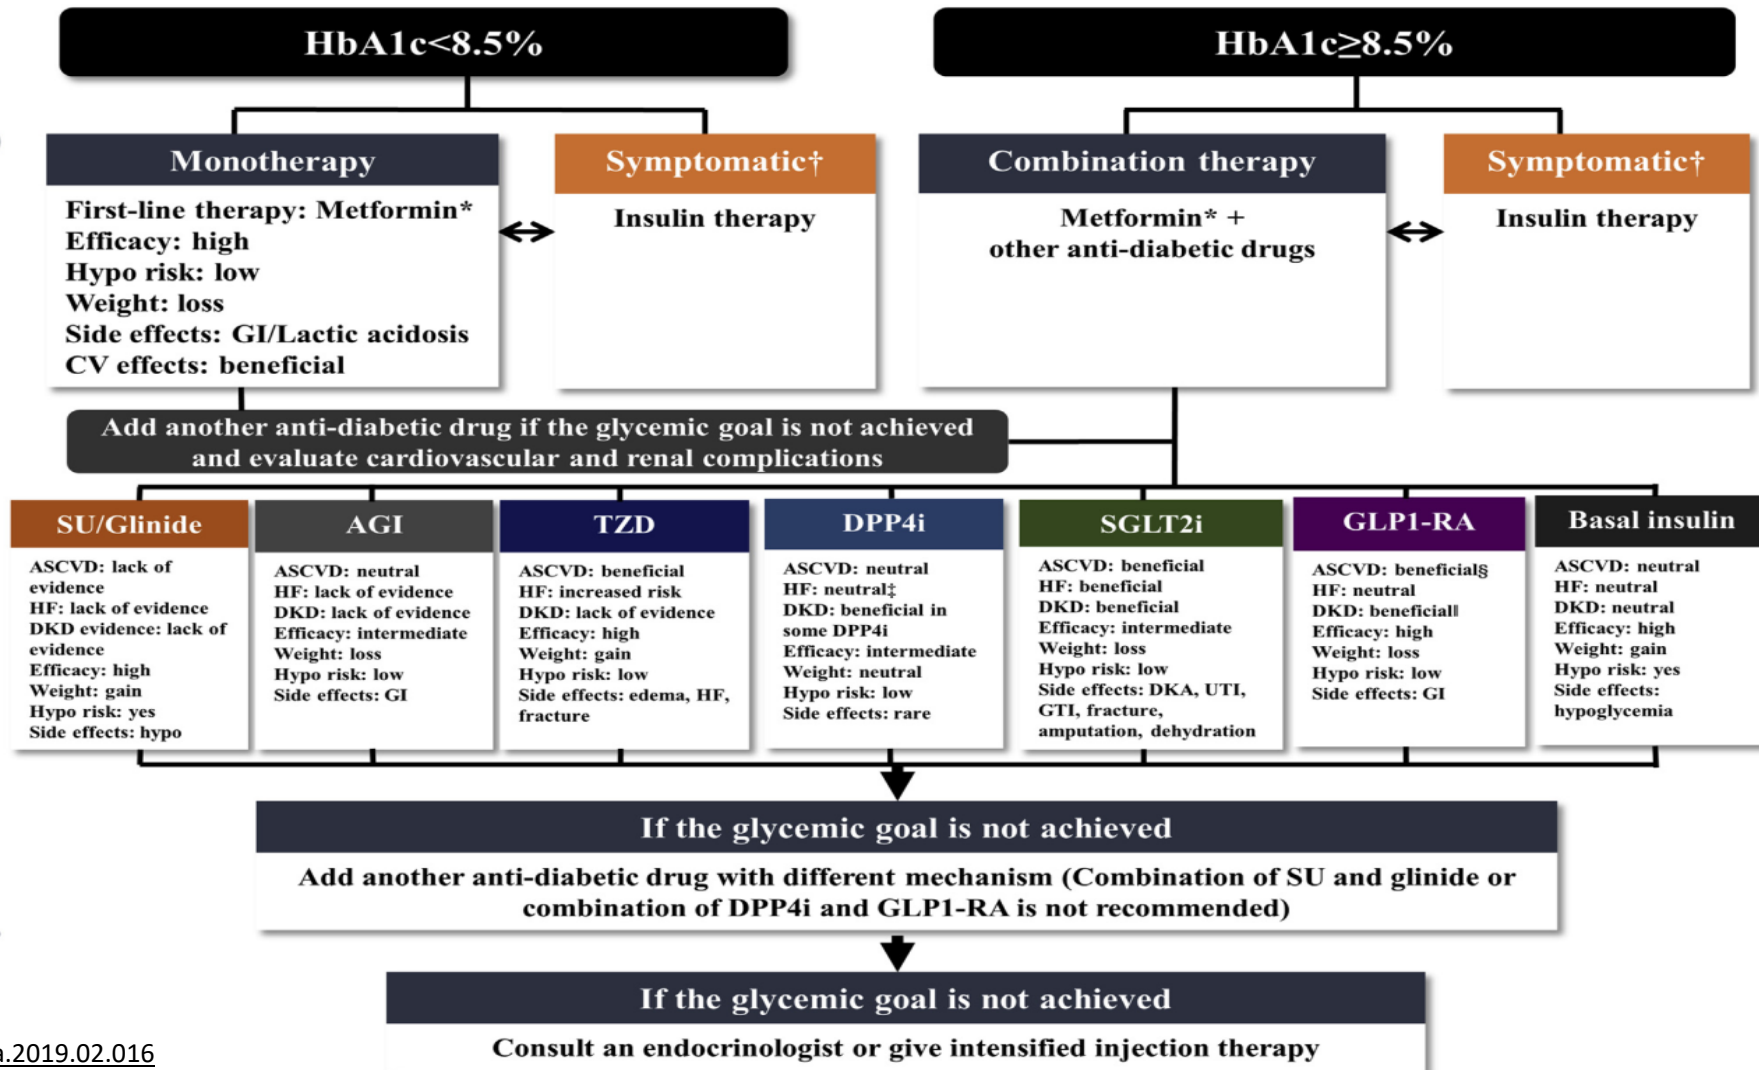 HbA1c<8.5%
HbA1c≥8.5%
Monotherapy
First-line therapy: Metformin*
Efficacy: high
Hypo risk: low
Weight: loss
Side effects: GI/Lactic acidosis
CV effects: beneficial
Symptomatic†
Insulin therapy
Combination therapy
Metformin* +
other anti-diabetic drugs
Symptomatic†
Insulin therapy
Add another anti-diabetic drug if the glycemic goal is not achieved
and evaluate cardiovascular and renal complications
SU/Glinide
ASCVD: lack of
evidence
HF: lack of evidence
DKD evidence: lack of
evidence
Efficacy: high
Weight: gain
Hypo risk: yes
Side effects: hypo
AGI
ASCVD: neutral
HF: lack of evidence
DKD: lack of evidence
Efficacy: intermediate
Weight: loss
Hypo risk: low
Side effects: GI
TZD
ASCVD: beneficial
HF: increased risk
DKD: lack of evidence
Efficacy: high
Weight: gain
Hypo risk: low
Side effects: edema, HF,
fracture
DPP4i
ASCVD: neutral
HF: neutral‡
DKD: beneficial in
some DPP4i
Efficacy: intermediate
Weight: neutral
Hypo risk: low
Side effects: rare
SGLT2i
ASCVD: beneficial
HF: beneficial
DKD: beneficial
Efficacy: intermediate
Weight: loss
Hypo risk: low
Side effects: DKA, UTI,
GTI, fracture,
amputation, dehydration
GLP1-RA
ASCVD: beneficial§
HF: neutral
DKD: beneficial‖
Efficacy: high
Weight: loss
Hypo risk: low
Side effects: GI
Basal insulin
ASCVD: neutral
HF: neutral
DKD: neutral
Efficacy: high
Weight: gain
Hypo risk: yes
Side effects:
hypoglycemia
If the glycemic goal is not achieved
Add another anti-diabetic drug with different mechanism (Combination of SU and glinide or
combination of DPP4i and GLP1-RA is not recommended)
If the glycemic goal is not achieved
Consult an endocrinologist or give intensified injection therapy
a.2019.02.016